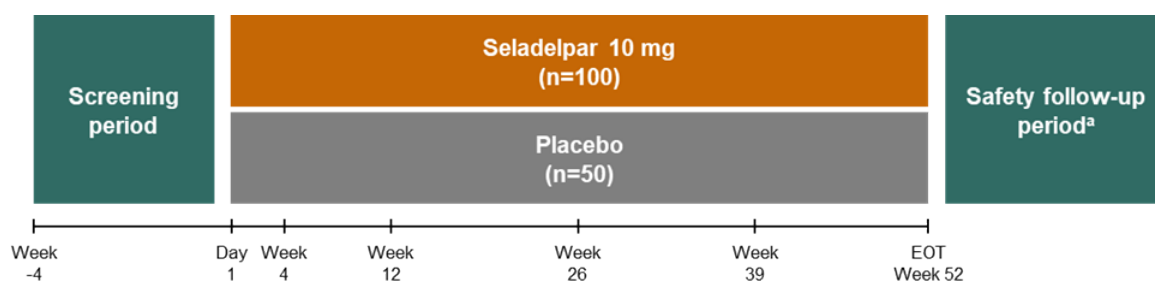 Screening
period
Seladelpar 10 mg
(n=100)
Placebo
(n=50)
Safety follow-up
periodᵃ
Week
-4
Day
1
Week
4
Week
12
Week
26
Week
39
EOT
Week 52